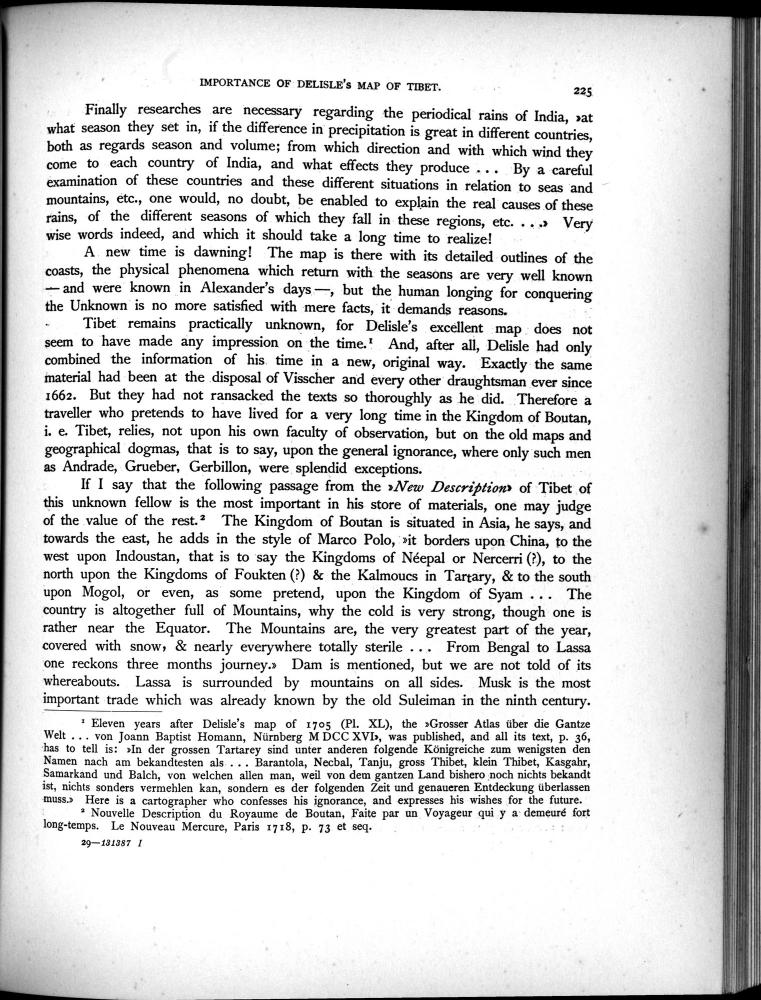 IMPORTANCE OF DELISLE's MAP OF TIBET.
225
Finally researches are necessary regarding the periodical rains of India, »at
what season they set in, if the difference in precipitation is great in different countries,
both as regards season and volume; from which direction and with which wind they
come to each country of India, and what effects they produce ... By a careful
examination of these countries and these different situations in relation to seas and
mountains, etc., one would, no doubt, be enabled to explain the real causes of these
rains, of the different seasons of which they fall in these regions, etc. . . .» Very
wise words indeed, and which it should take a long time to realize!
A new time is dawning! The map is there with its detailed outlines of the
coasts, the physical phenomena which return with the seasons are very well known
— and were known in Alexander's days —, but the human longing for conquering
the Unknown is no more satisfied with mere facts, it demands reasons.
Tibet remains practically unknown, for Delisle's excellent map does not
seem to have made any impression on the time.¹ And, after all, Delisle had only
combined the information of his time in a new, original way. Exactly the same
material had been at the disposal of Visscher and every other draughtsman ever since
1662. But they had not ransacked the texts so thoroughly as he did. Therefore a
traveller who pretends to have lived for a very long time in the Kingdom of Boutan,
i. e. Tibet, relies, not upon his own faculty of observation, but on the old maps and
geographical dogmas, that is to say, upon the general ignorance, where only such men
as Andrade, Grueber, Gerbillon, were splendid exceptions.
If I say that the following passage from the »New Description» of Tibet of
this unknown fellow is the most important in his store of materials, one may judge
of the value of the rest.² The Kingdom of Boutan is situated in Asia, he says, and
towards the east, he adds in the style of Marco Polo, »it borders upon China, to the
west upon Indoustan, that is to say the Kingdoms of Néepal or Nercerri (?), to the
north upon the Kingdoms of Foukten (?) & the Kalmoucs in Tartary, & to the south
upon Mogol, or even, as some pretend, upon the Kingdom of Syam ... The
country is altogether full of Mountains, why the cold is very strong, though one is
rather near the Equator. The Mountains are, the very greatest part of the year,
covered with snow, & nearly everywhere totally sterile ... From Bengal to Lassa
one reckons three months journey.» Dam is mentioned, but we are not told of its
whereabouts. Lassa is surrounded by mountains on all sides. Musk is the most
important trade which was already known by the old Suleiman in the ninth century.
¹ Eleven years after Delisle's map of 1705 (Pl. XL), the »Grosser Atlas über die Gantze
Welt ... von Joann Baptist Homann, Nürnberg M DCC XVI», was published, and all its text, p. 36,
has to tell is: »In der grossen Tartarey sind unter anderen folgende Königreiche zum wenigsten den
Namen nach am bekandtesten als ... Barantola, Necbal, Tanju, gross Thibet, klein Thibet, Kasgahr,
Samarkand und Balch, von welchen allen man, weil von dem gantzen Land bishero noch nichts bekandt
ist, nichts sonders vermehlen kan, sondern es der folgenden Zeit und genaueren Entdeckung überlassen
muss.» Here is a cartographer who confesses his ignorance, and expresses his wishes for the future.
² Nouvelle Description du Royaume de Boutan, Faite par un Voyageur qui y a demeuré fort
long-temps. Le Nouveau Mercure, Paris 1718, p. 73 et seq.
29—131387 I